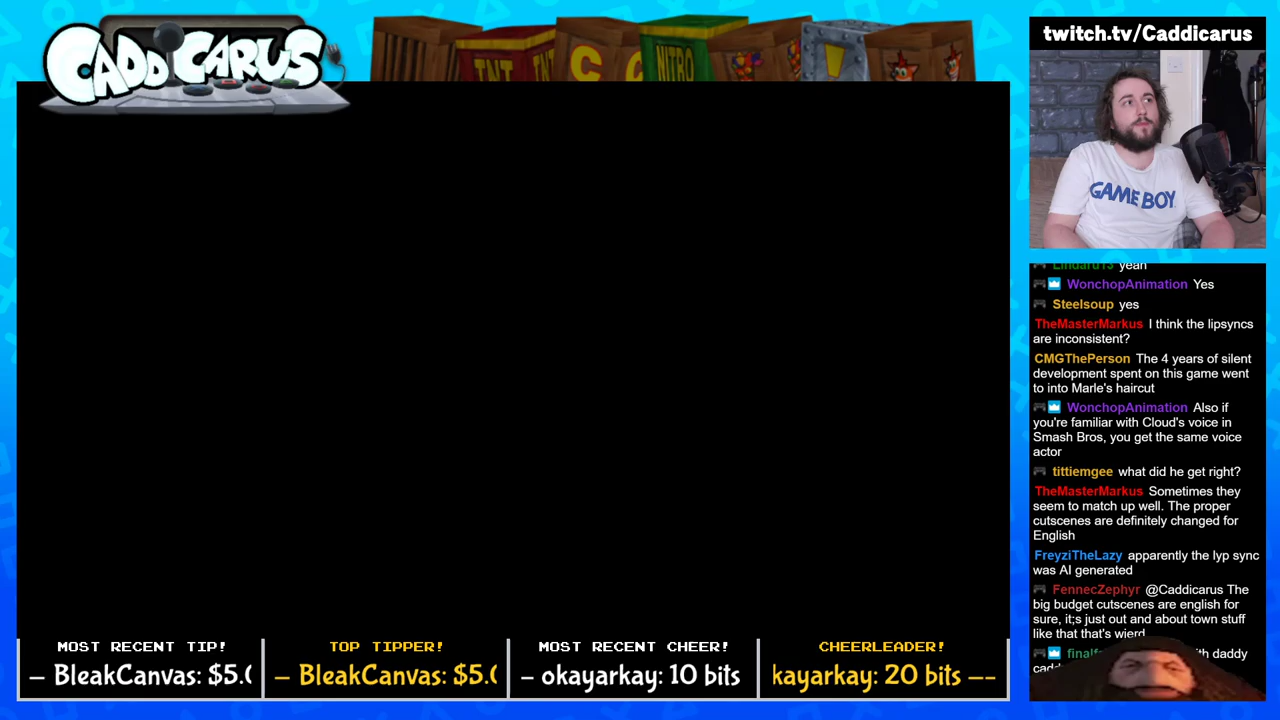 CADDICARUS
TNT
TNT
C
C
NITRO
twitch.tv/Caddicarus
GAME BOY
Lindaru13 yeah
WonchopAnimation Yes
Steelsoup yes
TheMasterMarkus I think the lipsyncs
are inconsistent?
CMGThePerson The 4 years of silent
development spent on this game went
to into Marle's haircut
WonchopAnimation Also if
you're familiar with Cloud's voice in
Smash Bros, you get the same voice
actor
tittiemgee what did he get right?
TheMasterMarkus Sometimes they
seem to match up well. The proper
cutscenes are definitely changed for
English
FreyziTheLazy apparently the lyp sync
was AI generated
FennecZephyr @Caddicarus The
big budget cutscenes are english for
sure, it;s just out and about town stuff
like that that's wierd
daddy
MOST RECENT TIP!
– BleakCanvas: $5.0
TOP TIPPER!
– BleakCanvas: $5.0
MOST RECENT CHEER!
– okayarkay: 10 bits
CHEERLEADER!
kayarkay: 20 bits ––